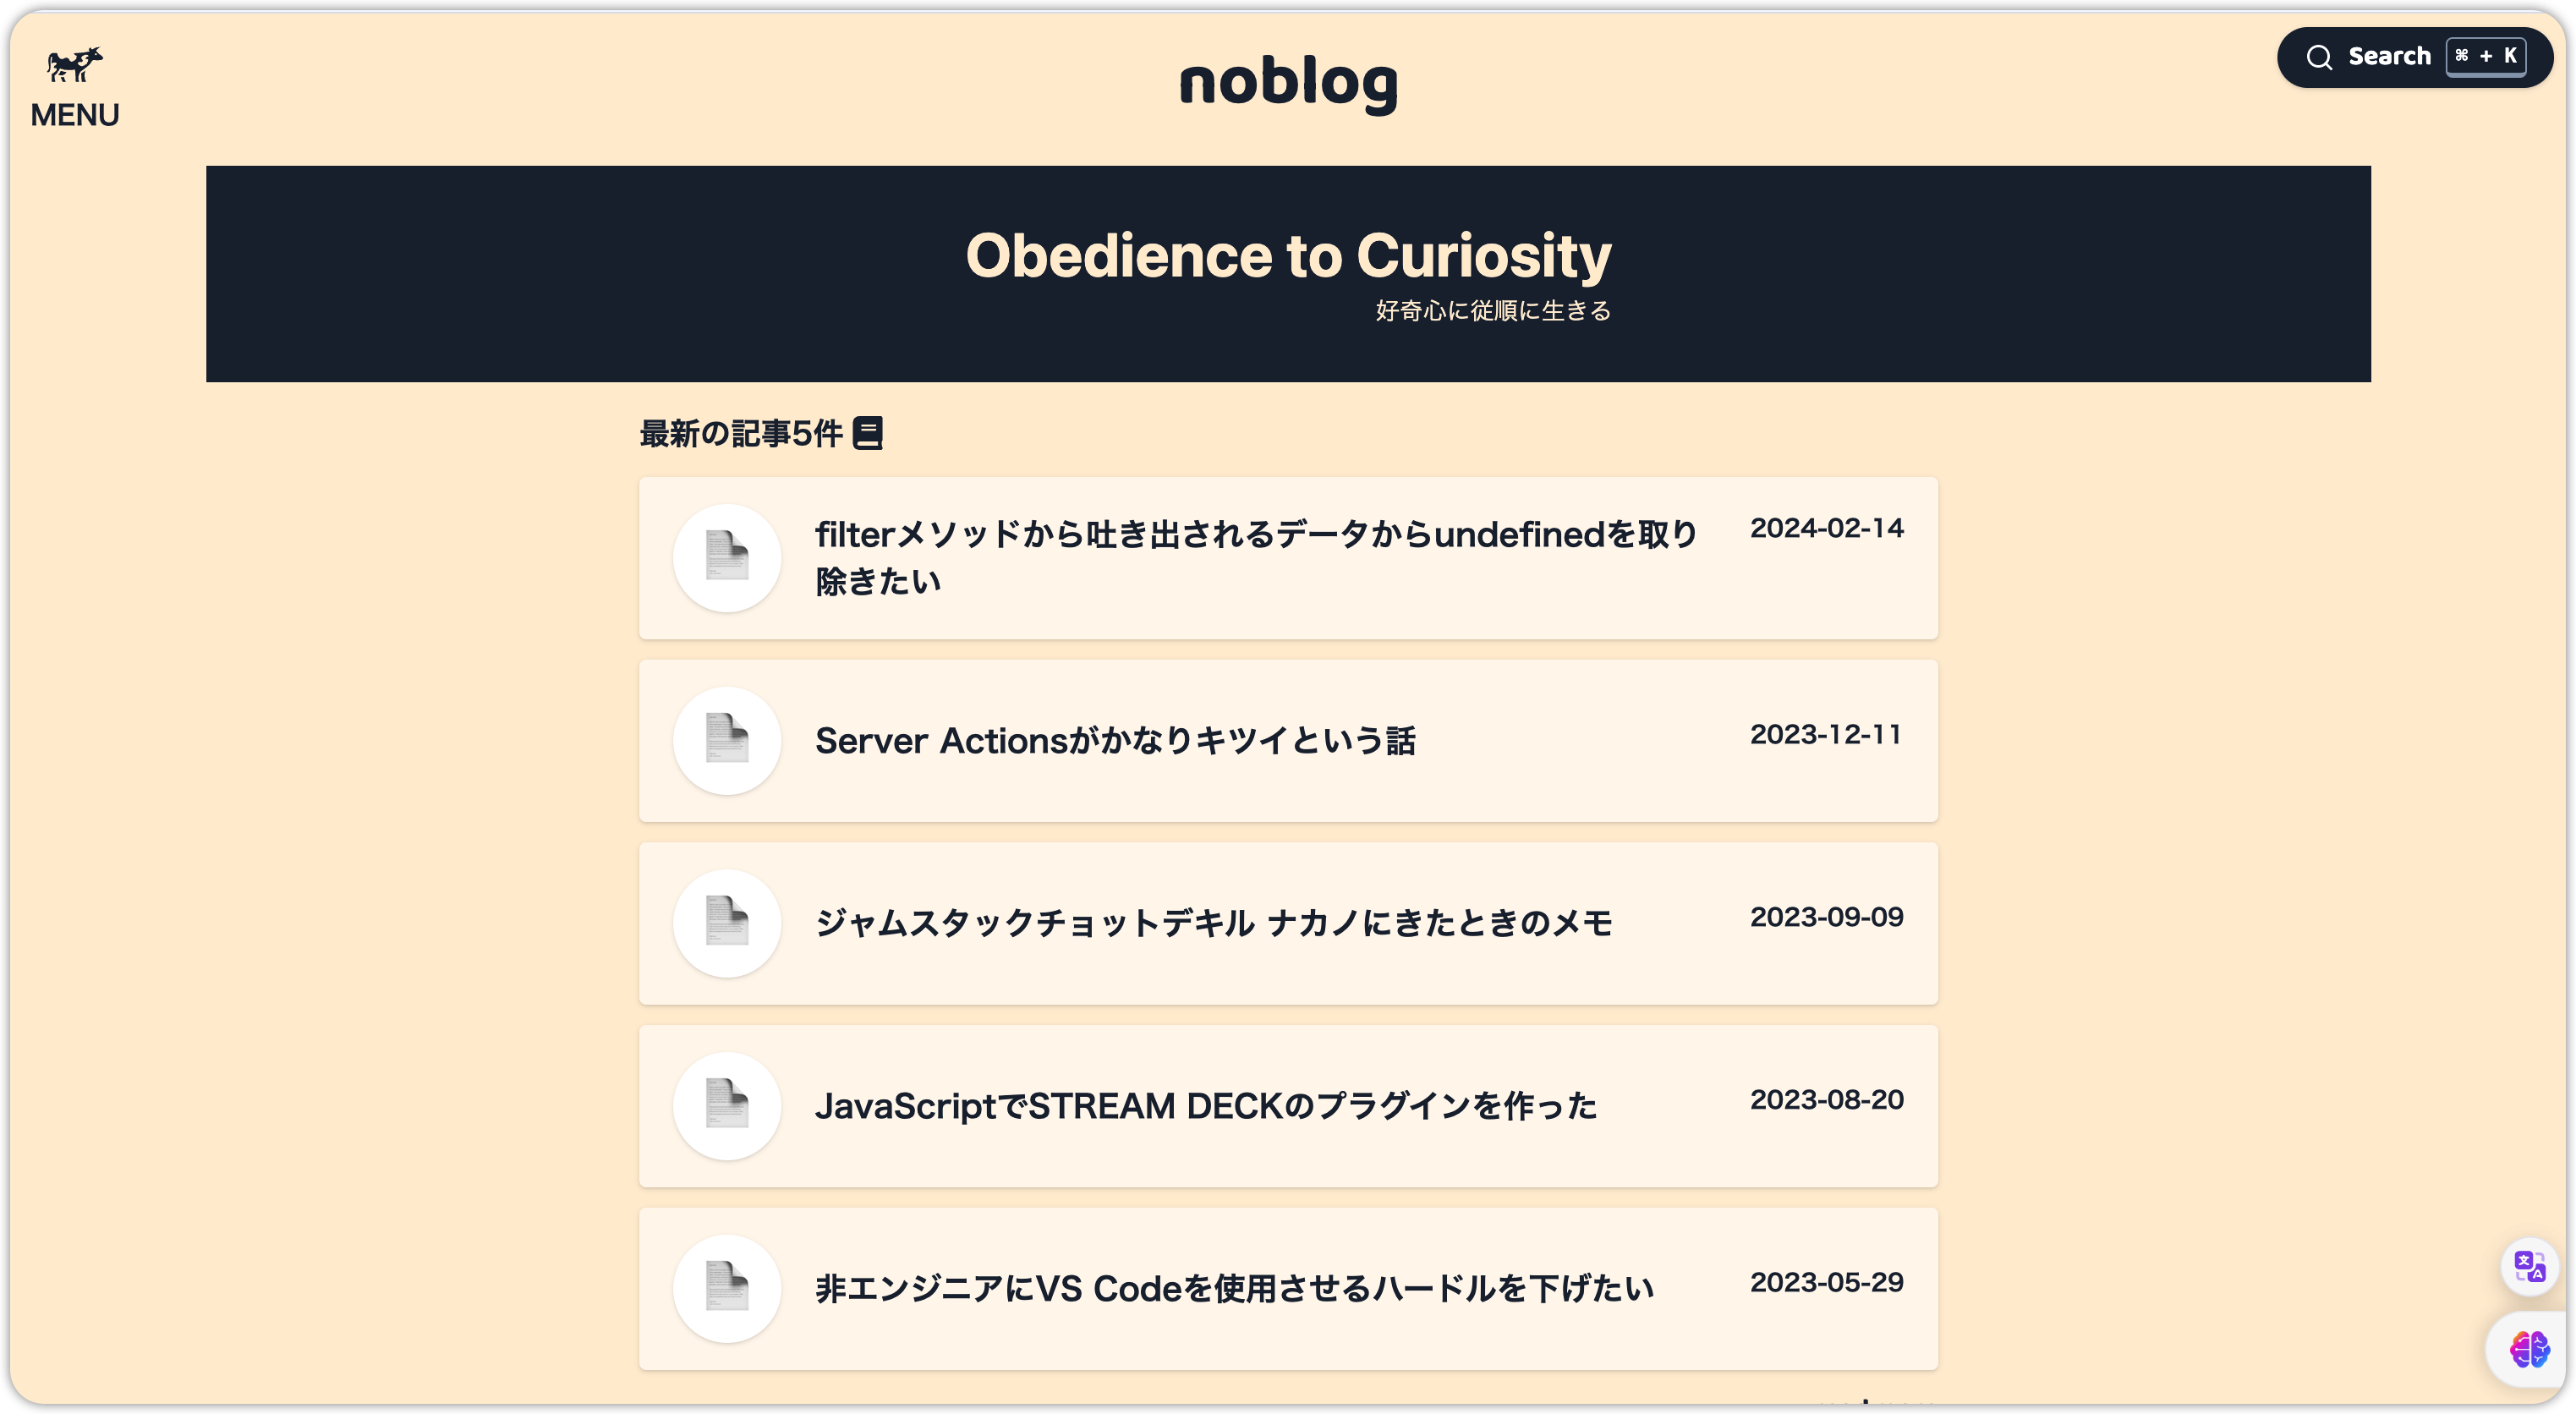 MENU
noblog
Search ⌘ + K
Obedience to Curiosity
好奇心に従順に生きる
最新の記事5件
filterメソッドから吐き出されるデータからundefinedを取り
除きたい
2024-02-14
Server Actionsがかなりキツイという話
2023-12-11
ジャムスタックチョットデキル ナカノにきたときのメモ
2023-09-09
JavaScriptでSTREAM DECKのプラグインを作った
2023-08-20
非エンジニアにVS Codeを使用させるハードルを下げたい
2023-05-29